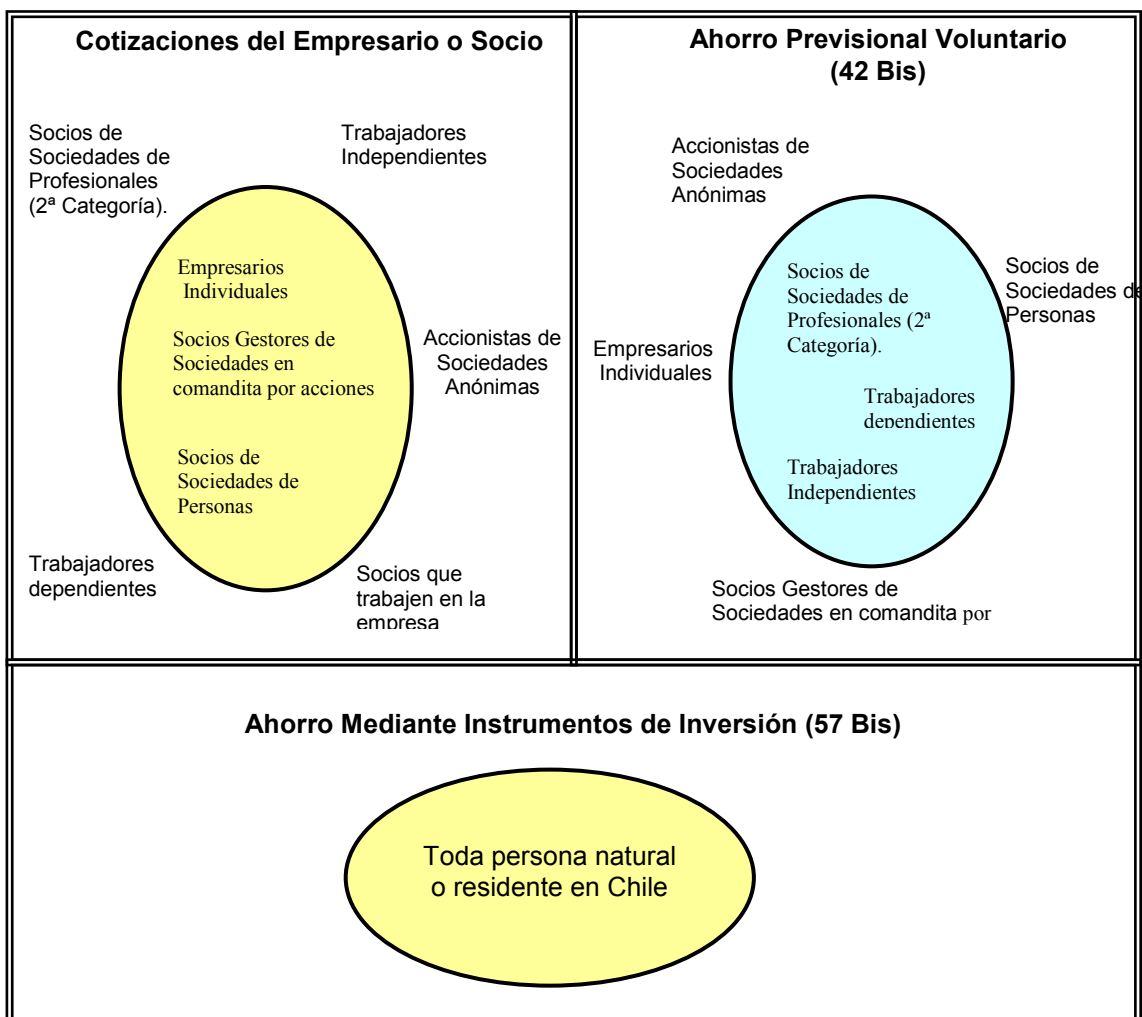 Cotizaciones del Empresario o Socio
Socios de
Sociedades de
Profesionales
(2ª Categoría).
Trabajadores
Independientes
Empresarios
Individuales
Socios Gestores de
Sociedades en
comandita por acciones
Socios de
Sociedades de
Personas
Accionistas de
Sociedades
Anónimas
Trabajadores
dependientes
Socios que
trabajen en la
empresa
Ahorro Previsional Voluntario
(42 Bis)
Accionistas de
Sociedades
Anónimas
Socios de
Sociedades de
Profesionales (2ª
Categoría).
Socios de
Sociedades de
Personas
Empresarios
Individuales
Trabajadores
dependientes
Trabajadores
Independientes
Socios Gestores de
Sociedades en comandita por
Ahorro Mediante Instrumentos de Inversión (57 Bis)
Toda persona natural
o residente en Chile